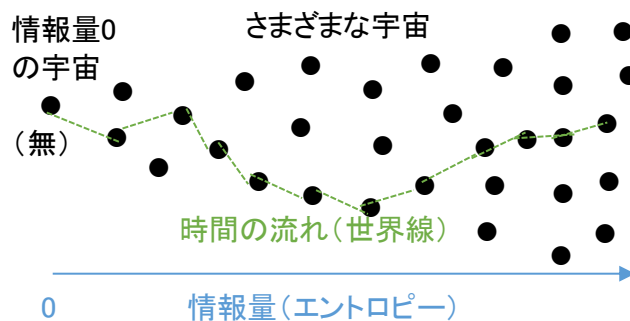 情報量0
の宇宙
さまざまな宇宙
(無)
時間の流れ(世界線)
0
情報量(エントロピー)